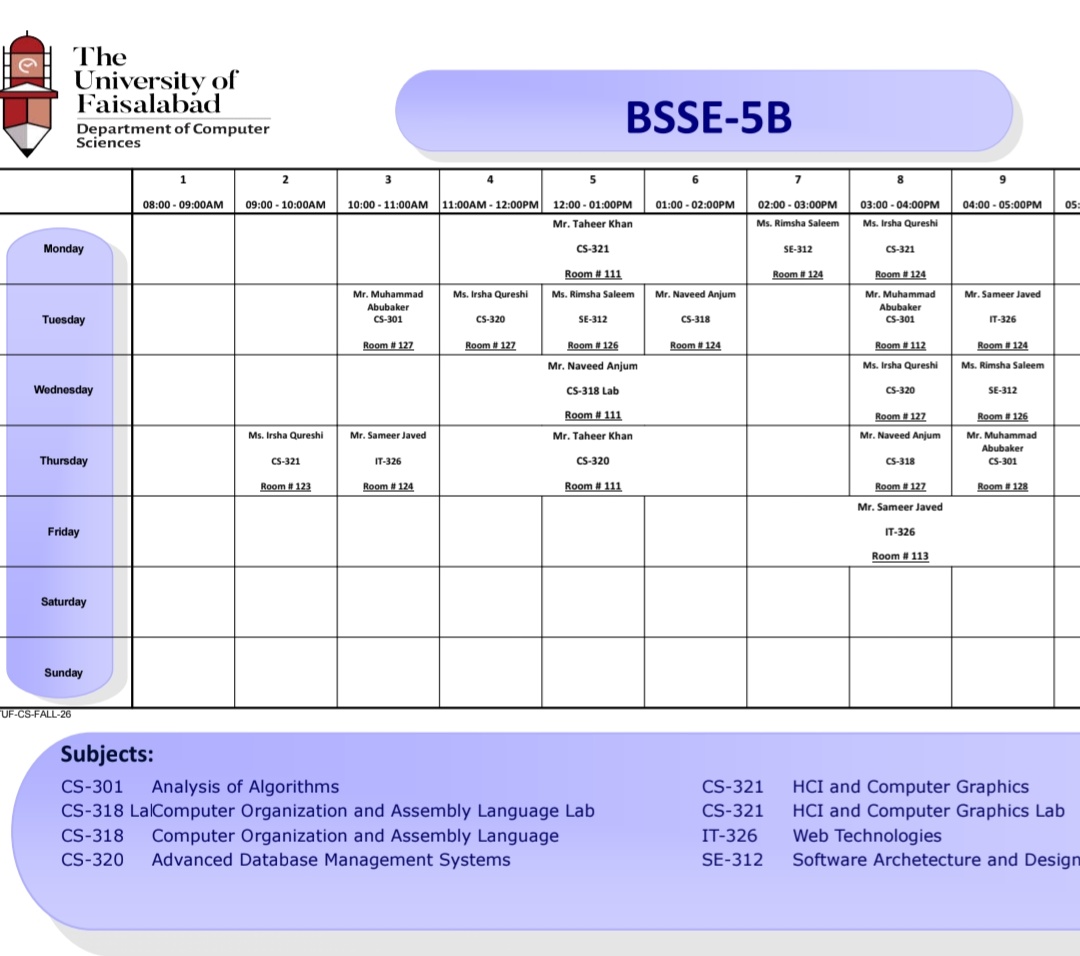 The
University of
Faisalabad
Department of Computer
Sciences
BSSE-5B
1 2 3 4 5 6 7 8 9
08:00 - 09:00AM 09:00 - 10:00AM 10:00 - 11:00AM 11:00AM - 12:00PM 12:00 - 01:00PM 01:00 - 02:00PM 02:00 - 03:00PM 03:00 - 04:00PM 04:00 - 05:00PM 05:
Mr. Taheer Khan Ms. Rimsha Saleem Ms. Irsha Qureshi
Monday CS-321 SE-312 CS-321
Room # 111 Room # 124 Room # 124
Mr. Muhammad Ms. Irsha Qureshi Ms. Rimsha Saleem Mr. Naveed Anjum Mr. Muhammad Mr. Sameer Javed
Abubaker Abubaker
Tuesday CS-301 CS-320 SE-312 CS-318 CS-301 IT-326
Room # 127 Room # 127 Room # 126 Room # 124 Room # 112 Room # 124
Mr. Naveed Anjum Ms. Irsha Qureshi Ms. Rimsha Saleem
Wednesday CS-318 Lab CS-320 SE-312
Room # 111 Room # 127 Room # 126
Ms. Irsha Qureshi Mr. Sameer Javed Mr. Taheer Khan Mr. Naveed Anjum Mr. Muhammad
Abubaker
Thursday CS-321 IT-326 CS-320 CS-318 CS-301
Room # 123 Room # 124 Room # 111 Room # 127 Room # 128
Mr. Sameer Javed
Friday IT-326
Room # 113
Saturday
Sunday
TUF-CS-FALL-26
Subjects:
CS-301 Analysis of Algorithms CS-321 HCI and Computer Graphics
CS-318 Lal Computer Organization and Assembly Language Lab CS-321 HCI and Computer Graphics Lab
CS-318 Computer Organization and Assembly Language IT-326 Web Technologies
CS-320 Advanced Database Management Systems SE-312 Software Archetecture and Design